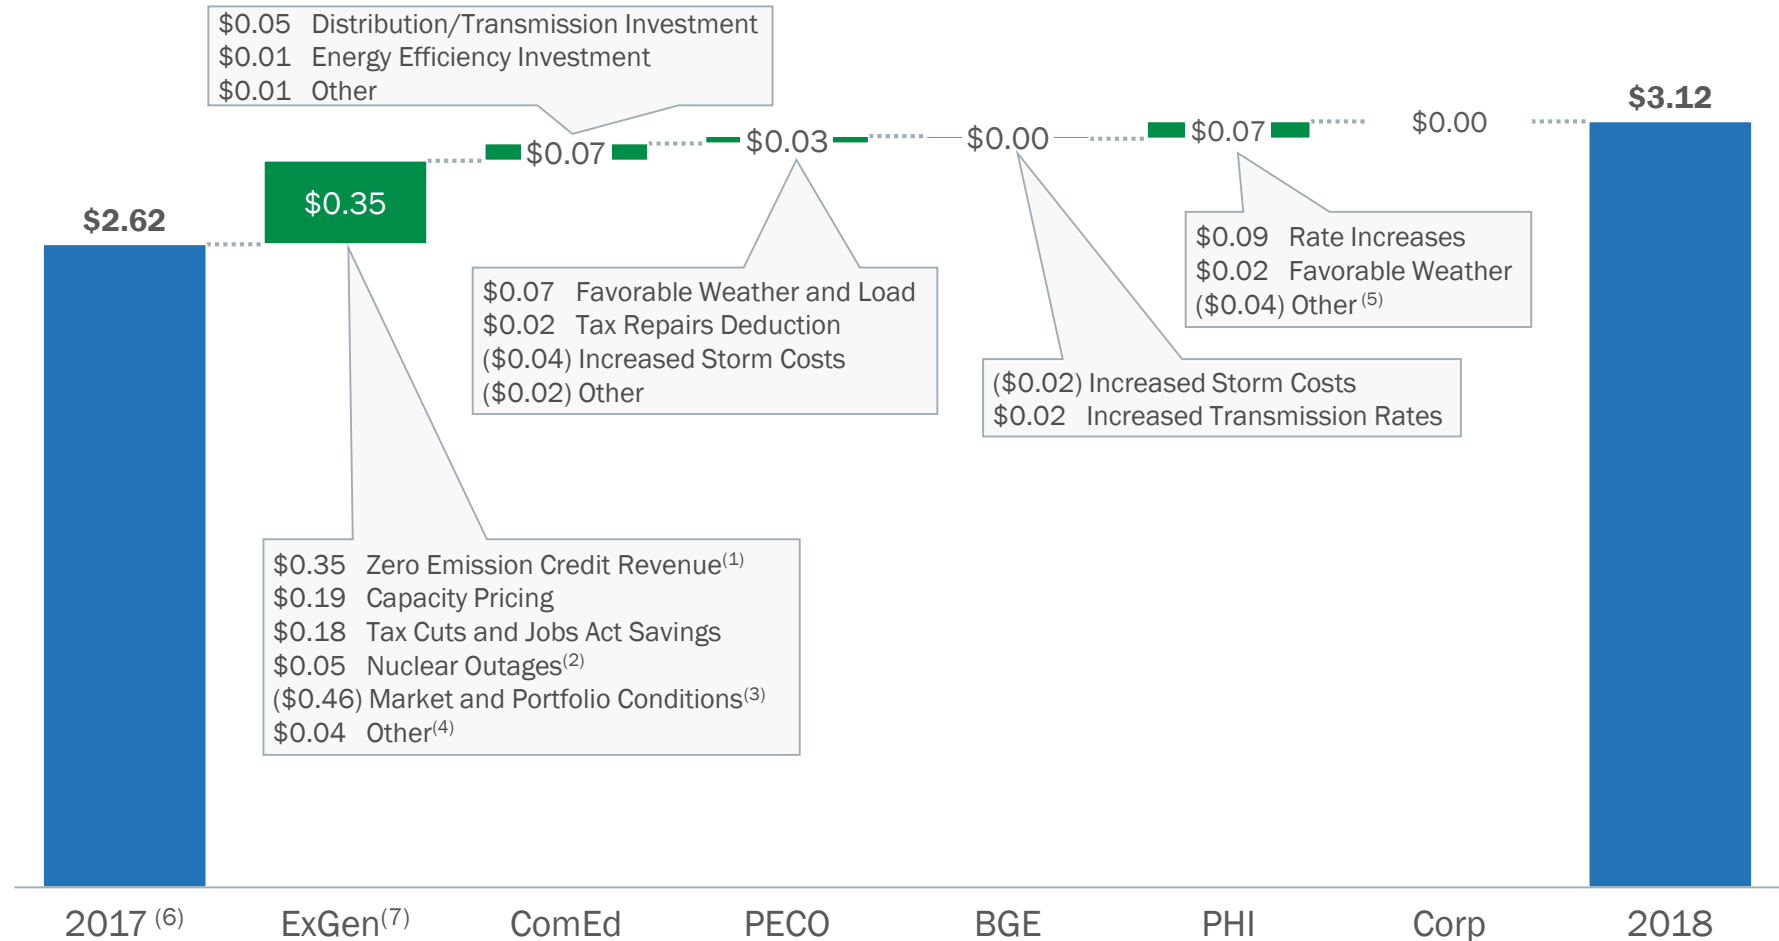 $0.05 Distribution/Transmission Investment
$0.01 Energy Efficiency Investment
$0.01 Other
$3.12
$0.07
$0.03
$0.00
$0.07
$0.00
$0.35
$2.62
$0.09 Rate Increases
$0.02 Favorable Weather
($0.04) Other (5)
$0.07 Favorable Weather and Load
$0.02 Tax Repairs Deduction
($0.04) Increased Storm Costs
($0.02) Other
($0.02) Increased Storm Costs
$0.02 Increased Transmission Rates
$0.35 Zero Emission Credit Revenue(1)
$0.19 Capacity Pricing
$0.18 Tax Cuts and Jobs Act Savings
$0.05 Nuclear Outages(2)
($0.46) Market and Portfolio Conditions(3)
$0.04 Other(4)
2017 (6) ExGen(7) ComEd PECO BGE PHI Corp 2018